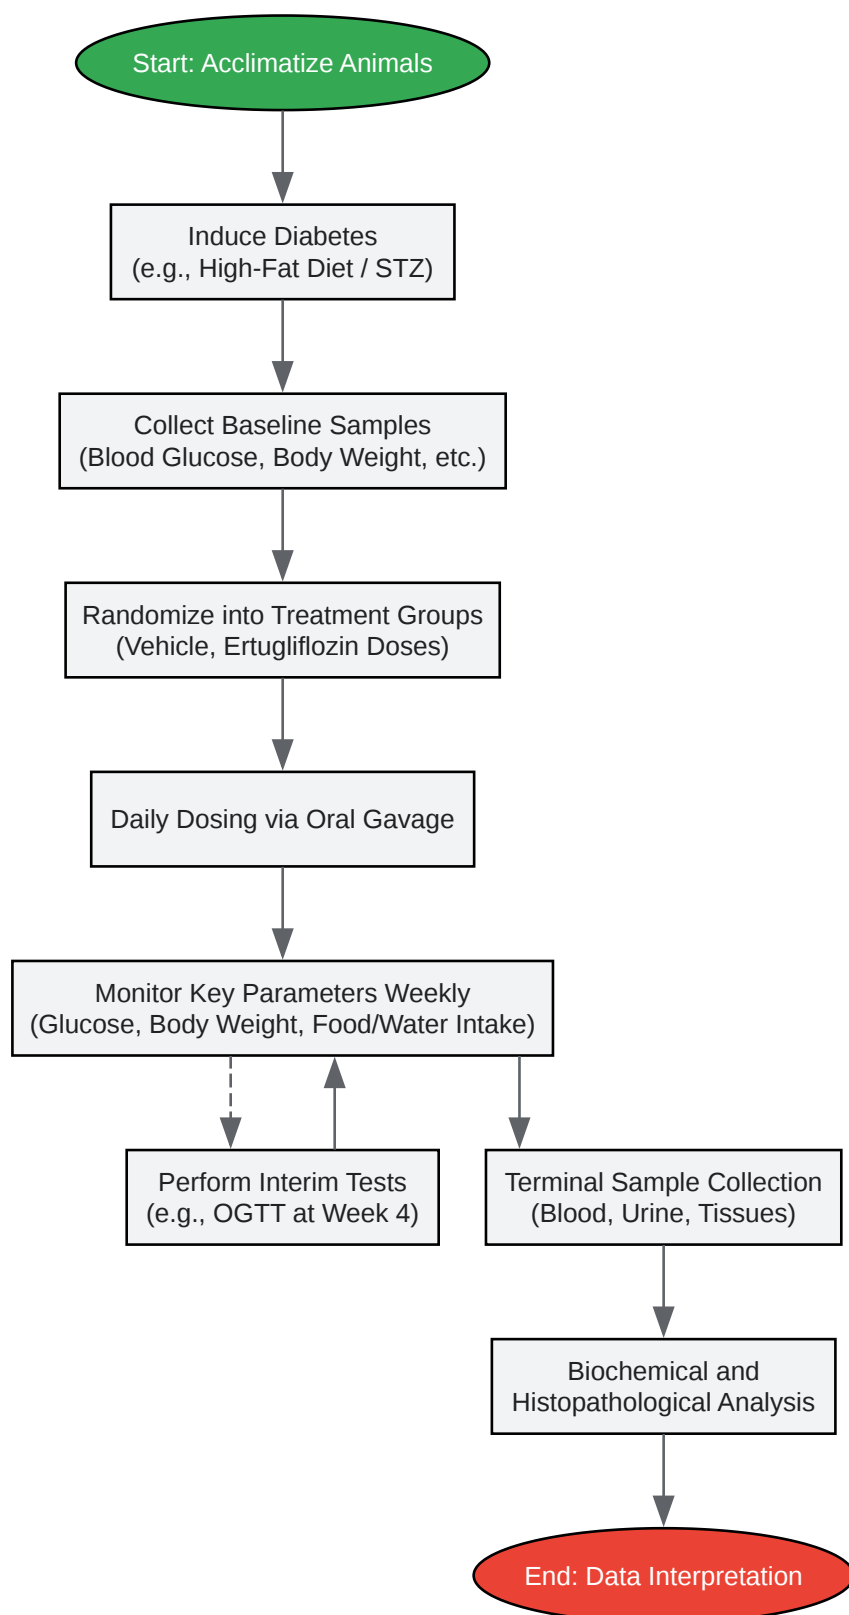 Start: Acclimatize Animals
Induce Diabetes
(e.g., High-Fat Diet / STZ)
Collect Baseline Samples
(Blood Glucose, Body Weight, etc.)
Randomize into Treatment Groups
(Vehicle, Ertugliflozin Doses)
Daily Dosing via Oral Gavage
Monitor Key Parameters Weekly
(Glucose, Body Weight, Food/Water Intake)
Perform Interim Tests
(e.g., OGTT at Week 4)
Terminal Sample Collection
(Blood, Urine, Tissues)
Biochemical and
Histopathological Analysis
End: Data Interpretation